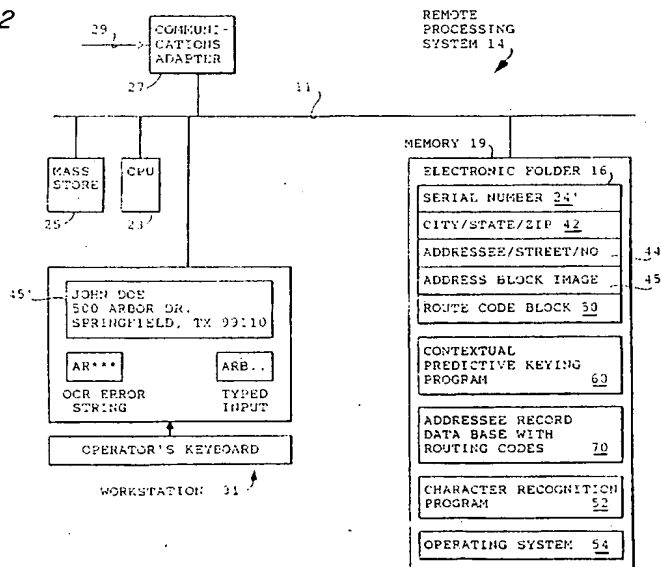 2
29
COMMUNI-
CATIONS
ADAPTER
27
REMOTE
PROCESSING
SYSTEM 14
11
MASS
STORE
25
CPU
23
MEMORY 19
ELECTRONIC FOLDER 16
SERIAL NUMBER 24'
CITY/STATE/ZIP 42
ADDRESSEE/STREET/NO
44
ADDRESS BLOCK IMAGE
45
ROUTE CODE BLOCK 50
45'
JOHN DOE
500 ARBOR DR.
SPRINGFIELD, TX 99110
AR***
OCR ERROR
STRING
ARB..
TYPED
INPUT
OPERATOR'S KEYBOARD
WORKSTATION 31
CONTEXTUAL
PREDICTIVE KEYING
PROGRAM 60
ADDRESSEE RECORD
DATA BASE WITH
ROUTING CODES 70
CHARACTER RECOGNITION
PROGRAM 52
OPERATING SYSTEM 54